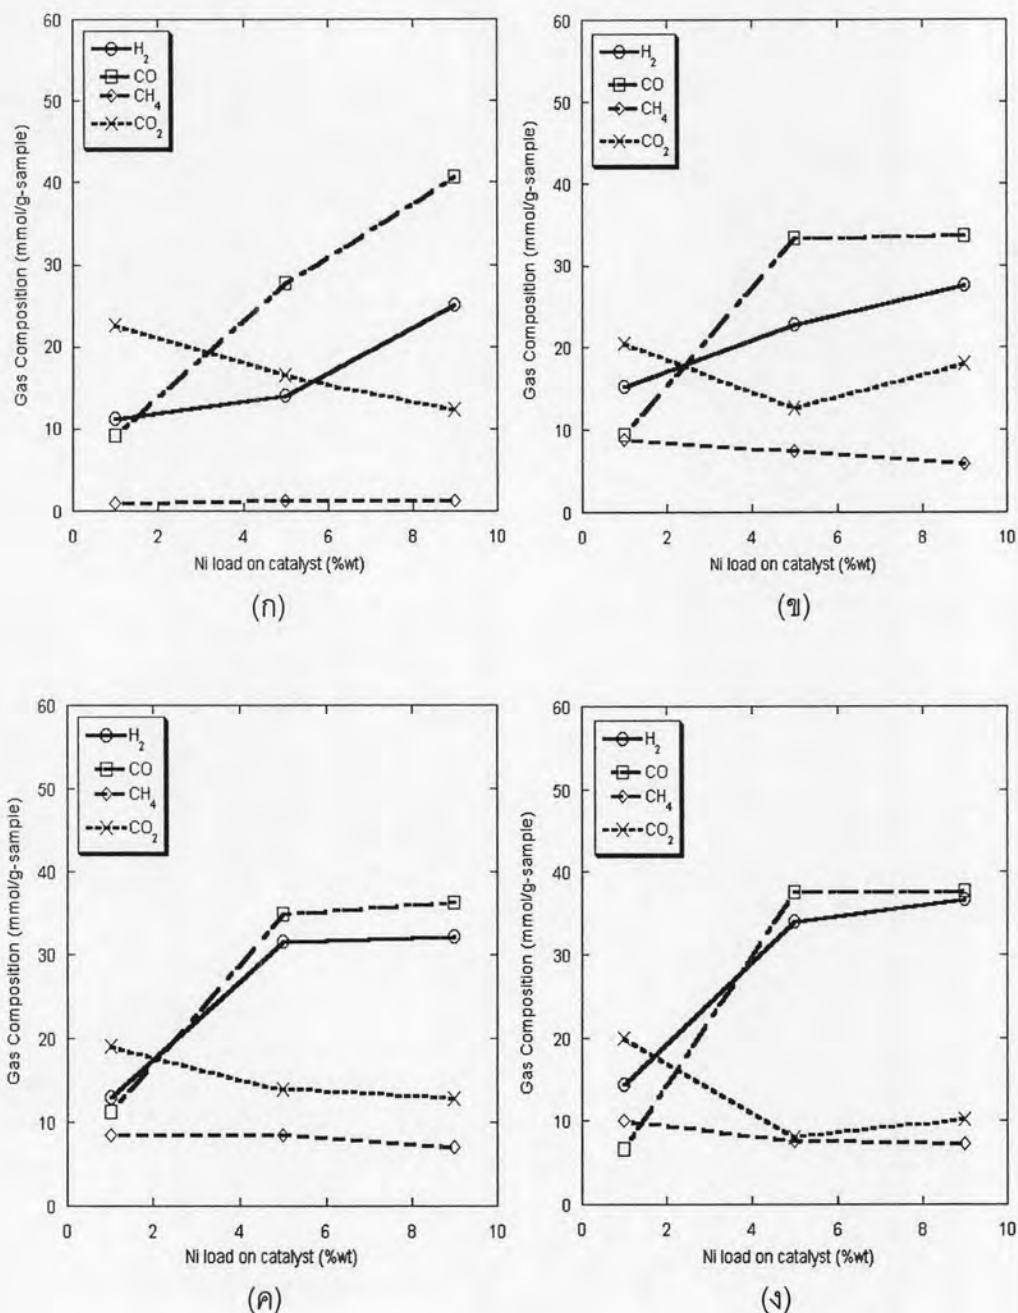 60
50
40
30
20
10
0
Gas Composition (mmol/g-sample)
H₂
CO
CH₄
CO₂
0 2 4 6 8 10
Ni load on catalyst (%wt)
(ก)
60
50
40
30
20
10
0
Gas Composition (mmol/g-sample)
H₂
CO
CH₄
CO₂
0 2 4 6 8 10
Ni load on catalyst (%wt)
(ข)
60
50
40
30
20
10
0
Gas Composition (mmol/g-sample)
H₂
CO
CH₄
CO₂
0 2 4 6 8 10
Ni load on catalyst (%wt)
(ค)
60
50
40
30
20
10
0
Gas Composition (mmol/g-sample)
H₂
CO
CH₄
CO₂
0 2 4 6 8 10
Ni load on catalyst (%wt)
(ง)